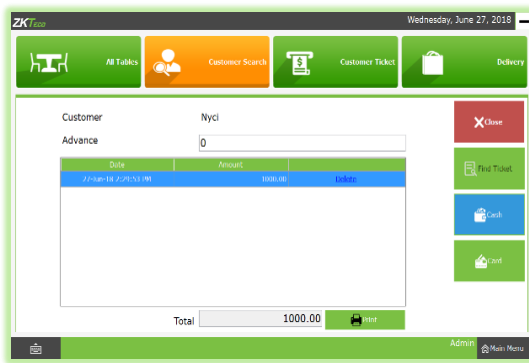 ZKTeco Wednesday, June 27, 2018
All Tables Customer Search Customer Ticket Delivery
Customer Nyci
Advance 0
Close
Date Amount
27-Jun-18 2:29:53 PM 1000.00 Delete
Find Ticket
Cash
Card
Total 1000.00 Print
Admin Main Menu